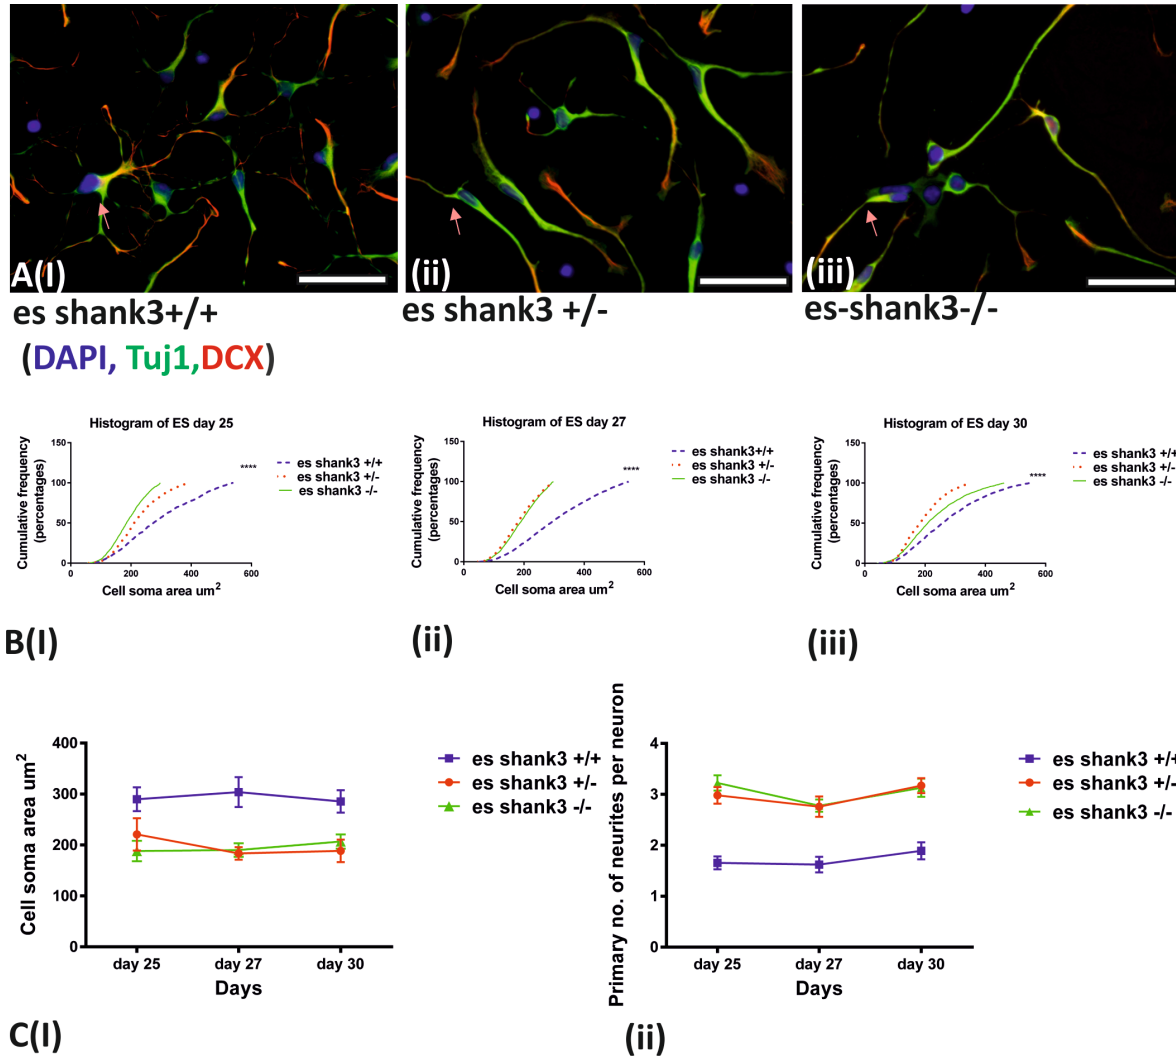 A(I)
(ii)
(iii)
es shank3+/+
es shank3 +/-
es-shank3-/-
(DAPI, Tuj1,DCX)
Histogram of ES day 25
Cumulative frequency
(percentages)
150
100
50
0
0 200 400 600
Cell soma area um²
****
es shank3 +/+
es shank3 +/-
es shank3 -/-
B(I)
Histogram of ES day 27
Cumulative frequency
(percentages)
150
100
50
0
0 200 400 600
Cell soma area um²
****
es shank3+/+
es shank3 +/-
es shank3 -/-
(ii)
Histogram of ES day 30
Cumulative frequency
(percentages)
150
100
50
0
0 200 400 600
Cell soma area um²
****
es shank3 +/+
es shank3 +/-
es shank3 -/-
(iii)
Cell soma area um²
400
300
200
100
0
day 25 day 27 day 30
Days
es shank3 +/+
es shank3 +/-
es shank3 -/-
C(I)
Primary no. of neurites per neuron
4
3
2
1
0
day 25 day 27 day 30
Days
es shank3 +/+
es shank3 +/-
es shank3 -/-
(ii)